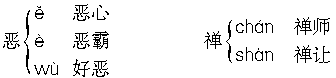 恶 ě 恶心
è 恶霸
wù 好恶
禅 chán 禅师
shàn 禅让